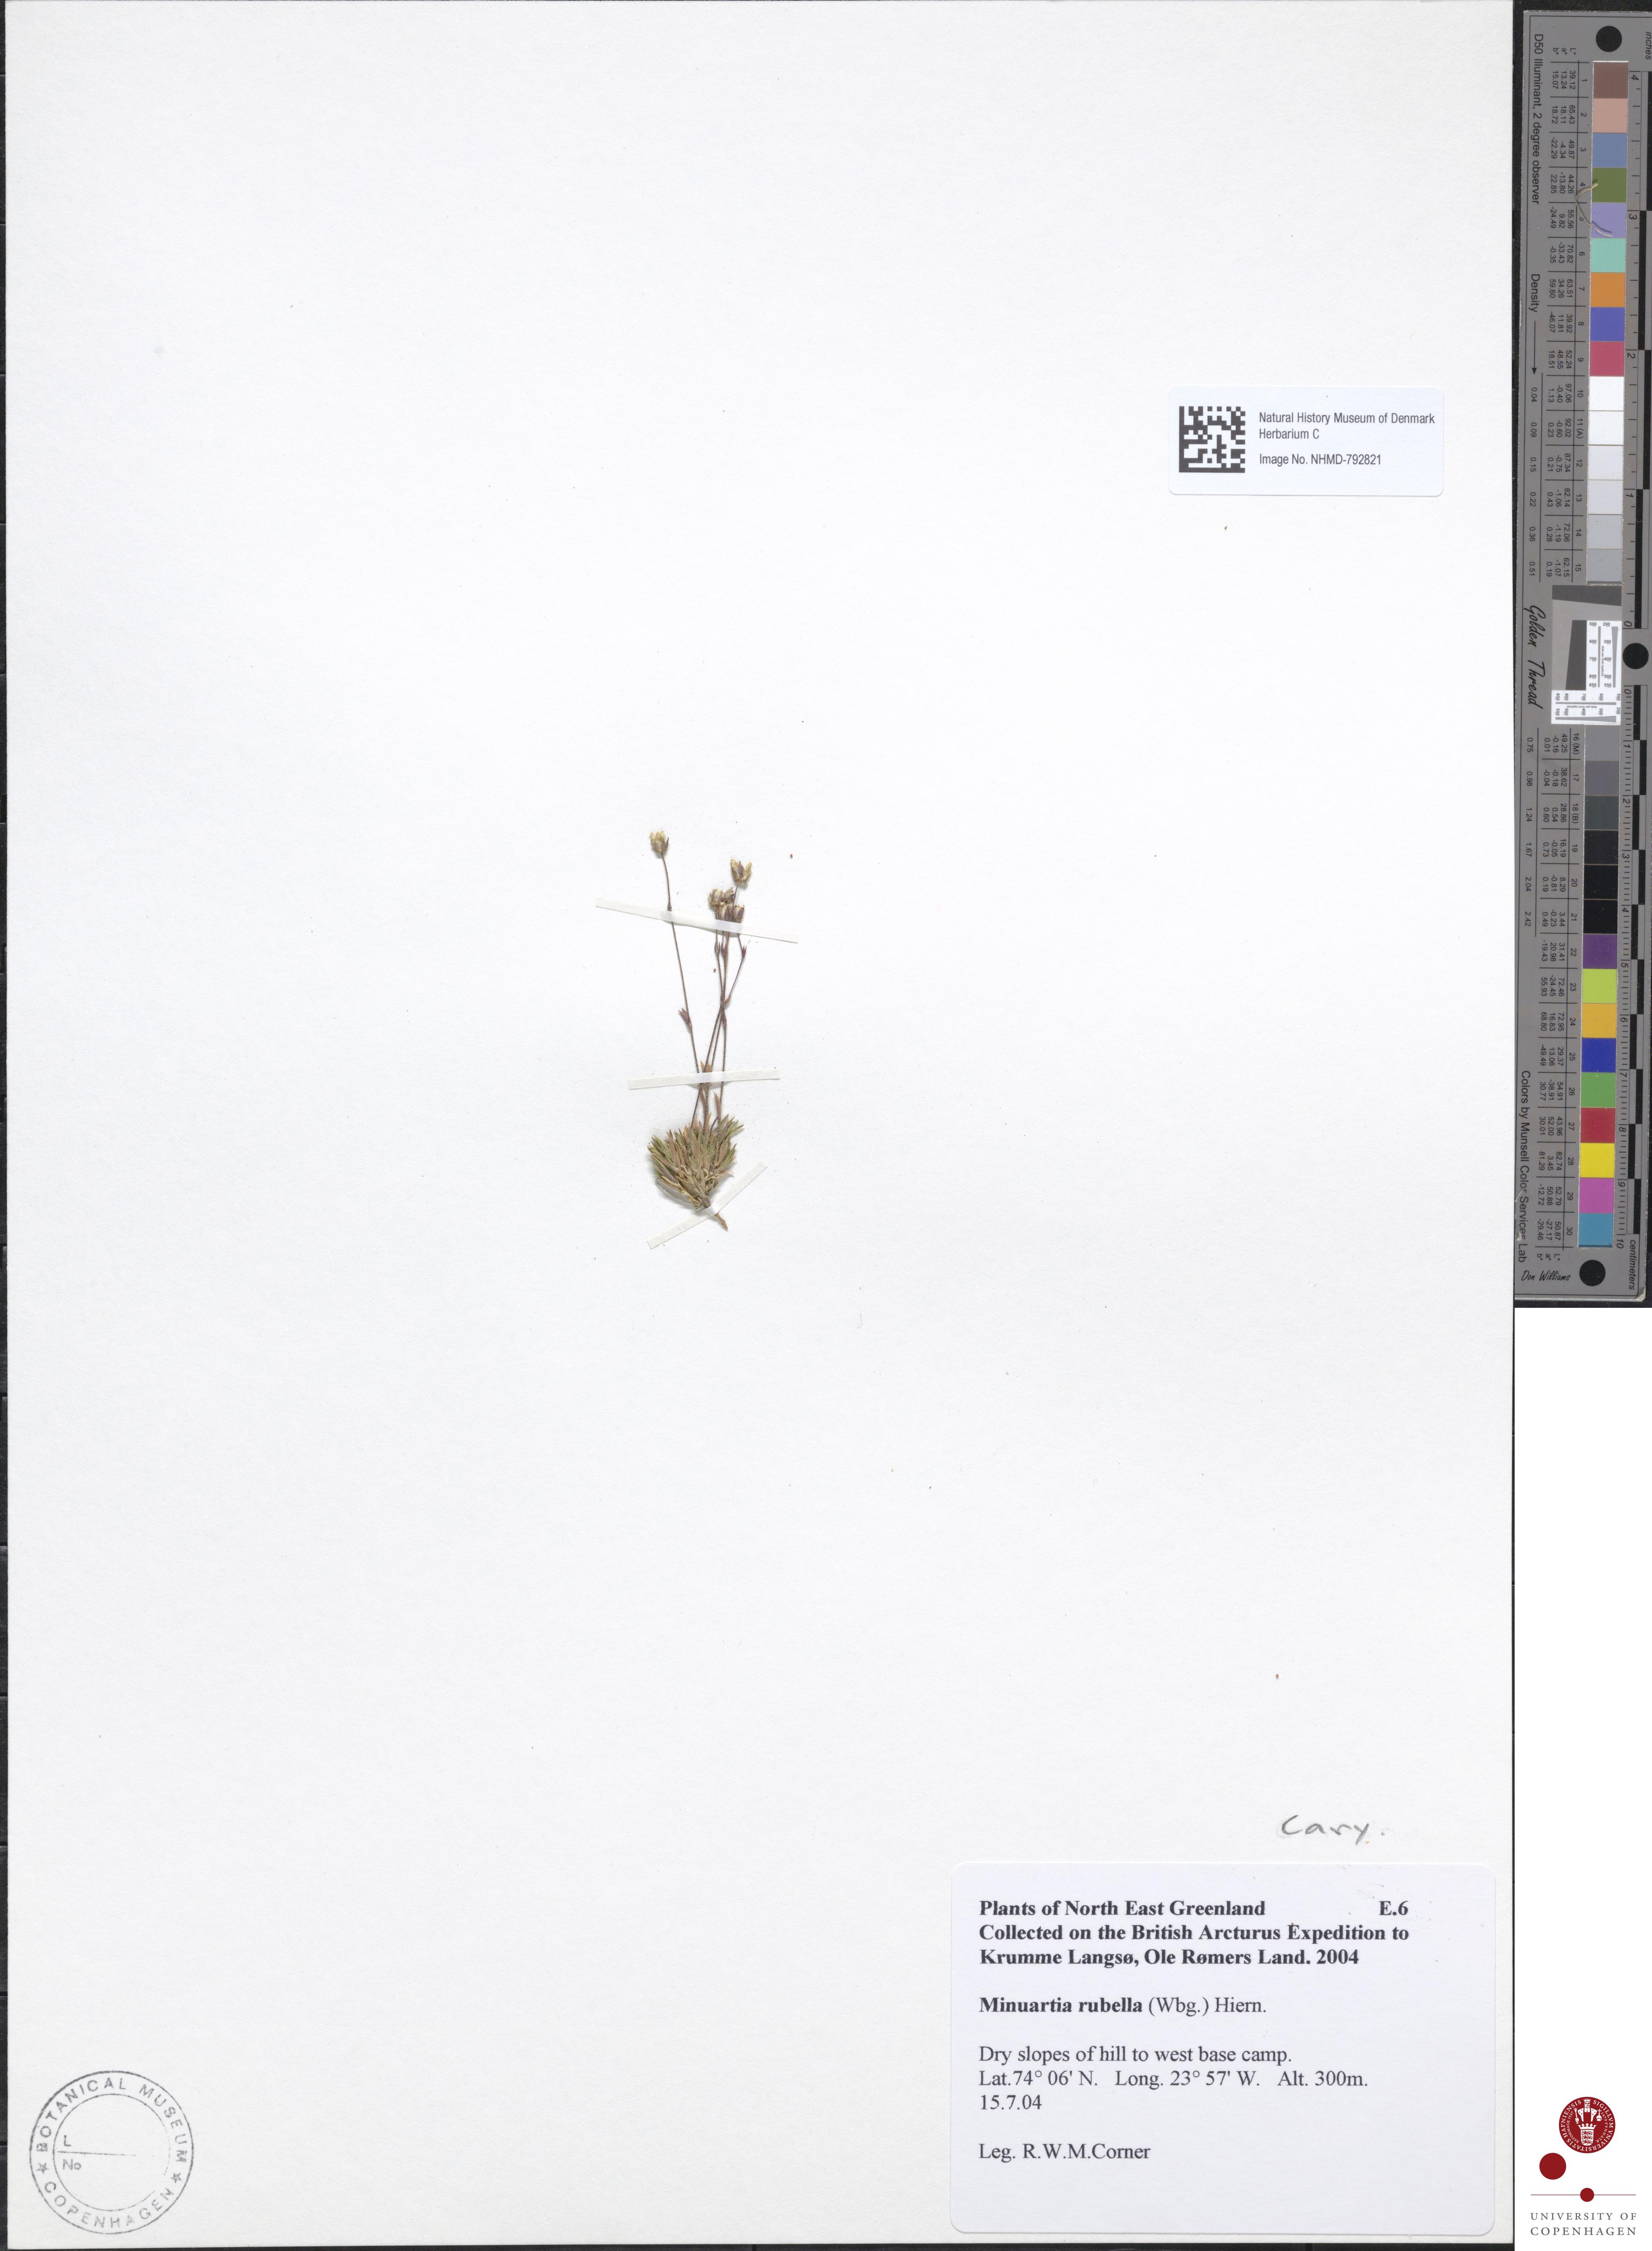 Natural History Museum of Denmark
Herbarium C
Image No. NHMD-792821
Cary.
Plants of North East Greenland E.6
Collected on the British Arcturus Expedition to
Krumme Langsø, Ole Rømers Land. 2004
Minuartia rubella (Wbg.) Hiern.
Dry slopes of hill to west base camp.
Lat.74° 06' N. Long. 23° 57' W. Alt. 300m.
15.7.04
Leg. R.W.M.Corner
BOTANICAL MUSEUM
L
No
COPENHAGEN
inches
D50 Illuminant, 2 degree observer
Density
Golden Thread
centimeters
Colors by Munsell Color Services Lab
Don Williams
UNIVERSITY OF
COPENHAGEN